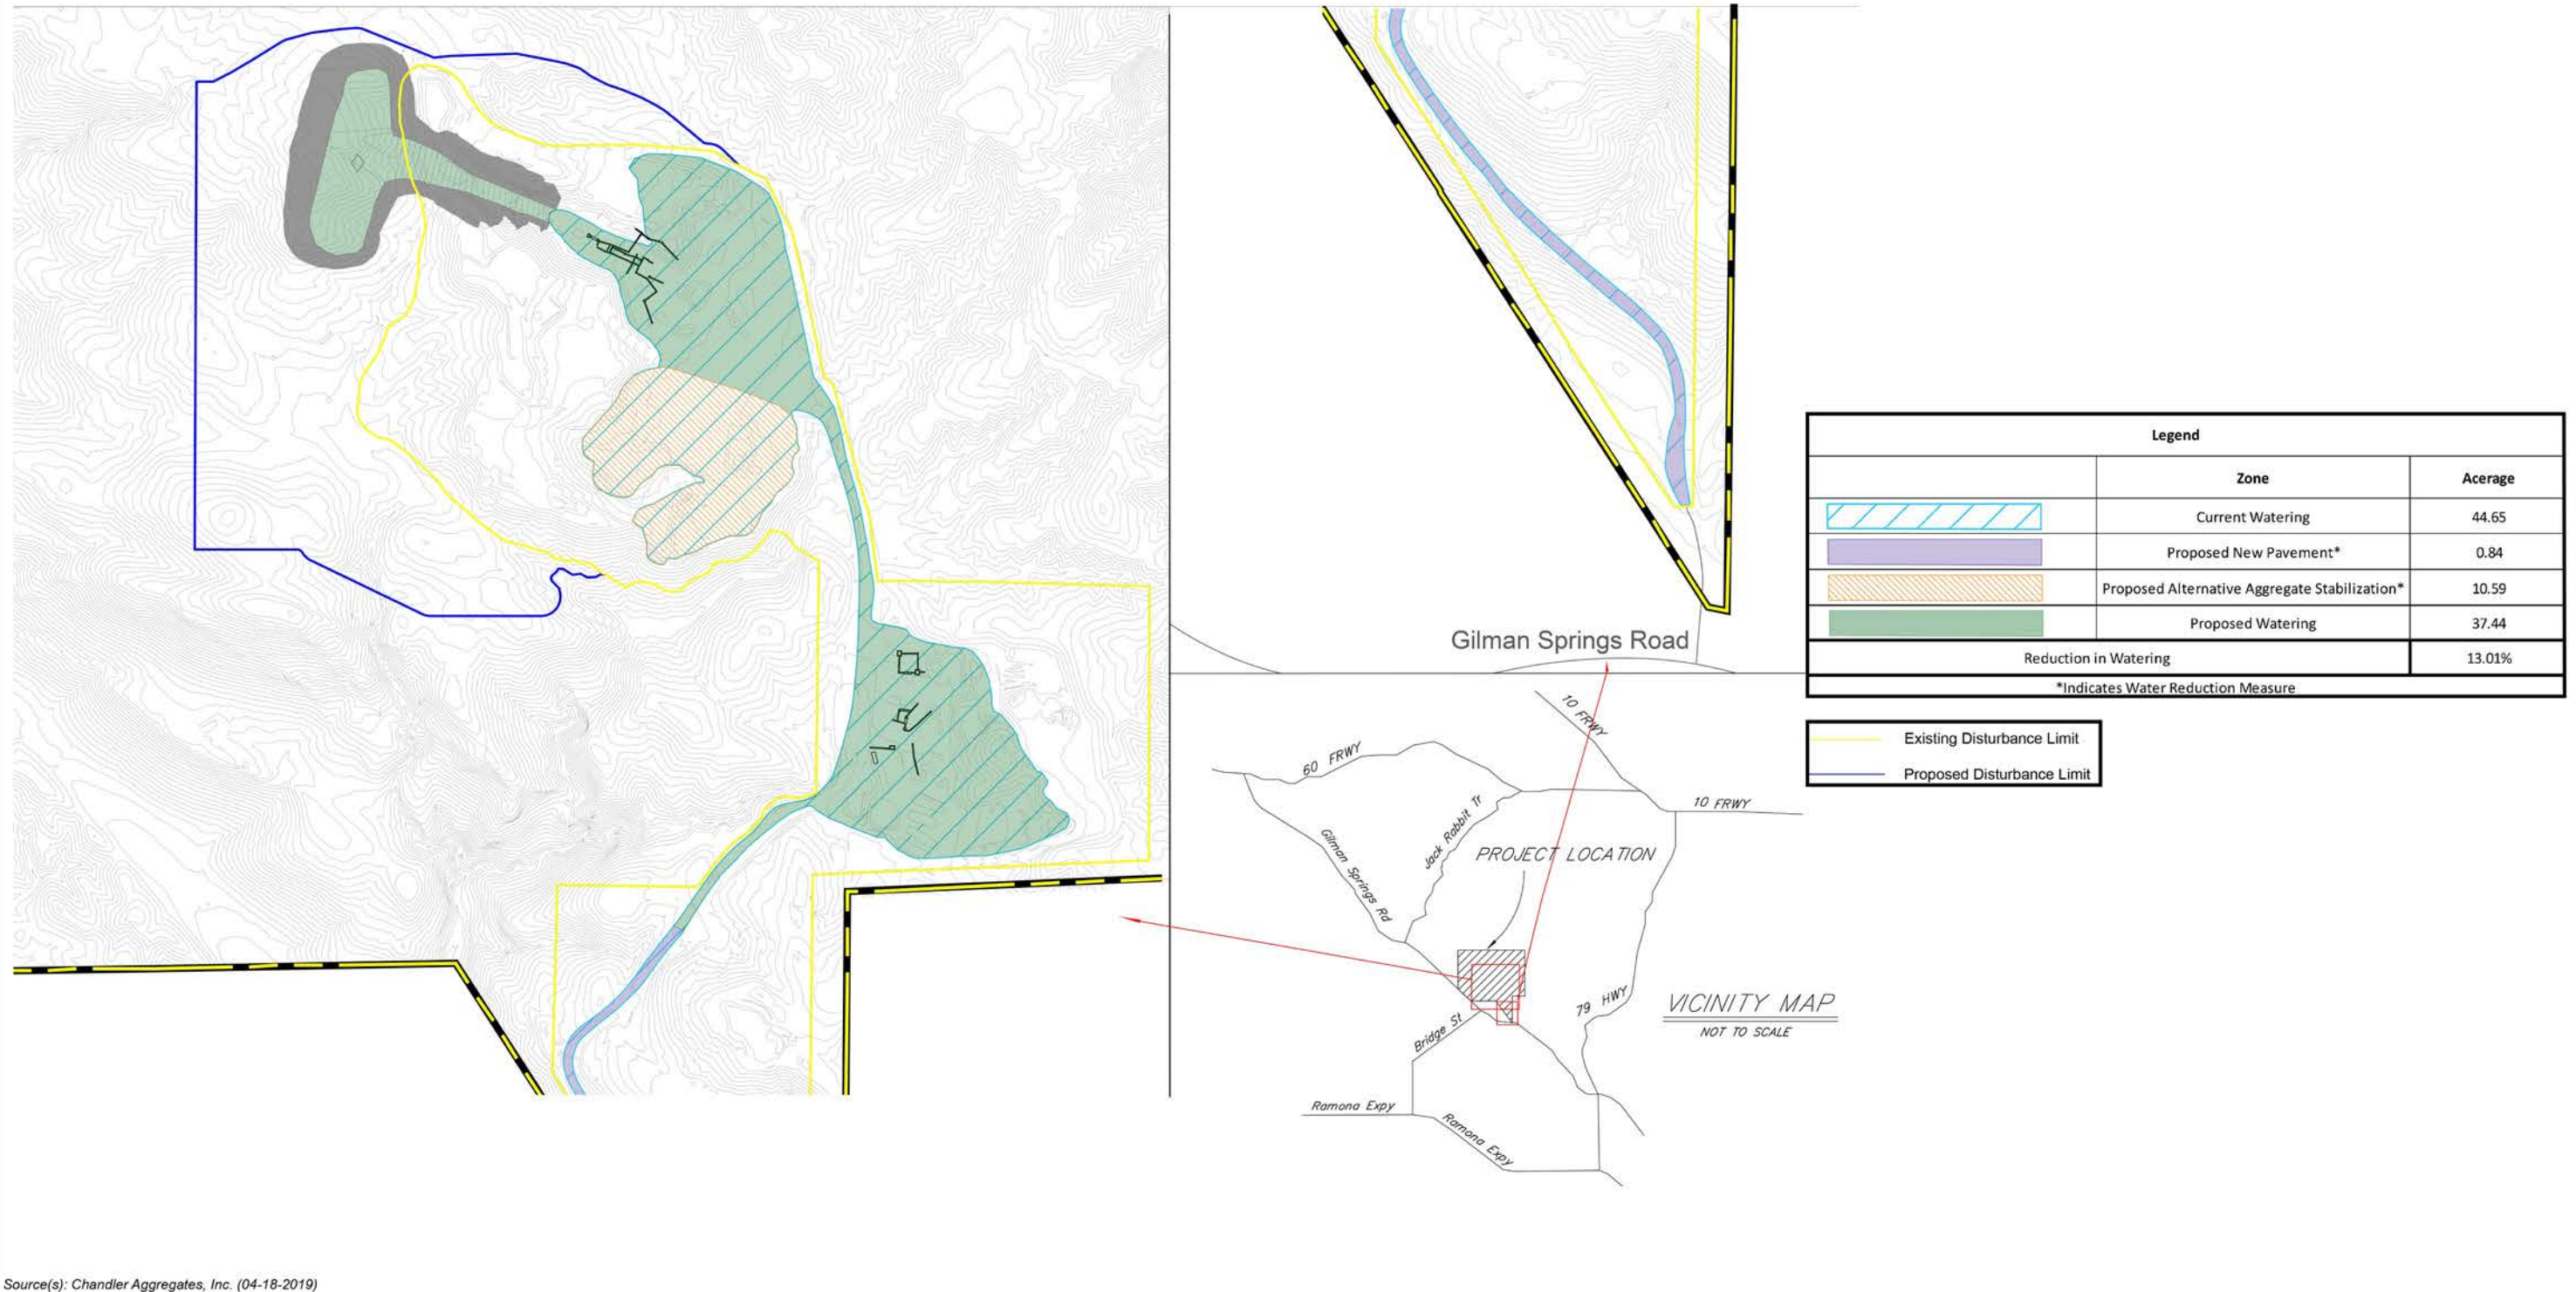 Gilman Springs Road
Legend
Zone Acerage
Current Watering 44.65
Proposed New Pavement* 0.84
Proposed Alternative Aggregate Stabilization* 10.59
Proposed Watering 37.44
Reduction in Watering 13.01%
*Indicates Water Reduction Measure
Existing Disturbance Limit
Proposed Disturbance Limit
10 FRWY
60 FRWY
10 FRWY
Jack Rabbit Tr
Gilman Springs Rd
PROJECT LOCATION
79 HWY
VICINITY MAP
NOT TO SCALE
Bridge St
Ramona Expy
Ramona Expy
Source(s): Chandler Aggregates, Inc. (04-18-2019)